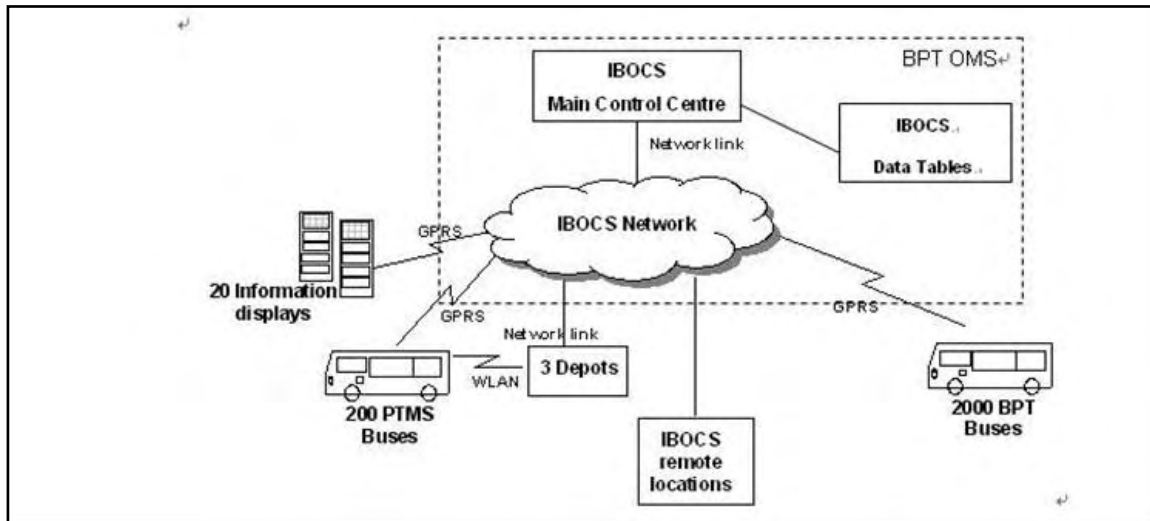 BPT OMS
IBOCS
Main Control Centre
IBOCS
Data Tables
Network link
IBOCS Network
GPRS
20 Information
displays
GPRS
GPRS
Network link
3 Depots
WLAN
200 PTMS
Buses
2000 BPT
Buses
IBOCS
remote
locations